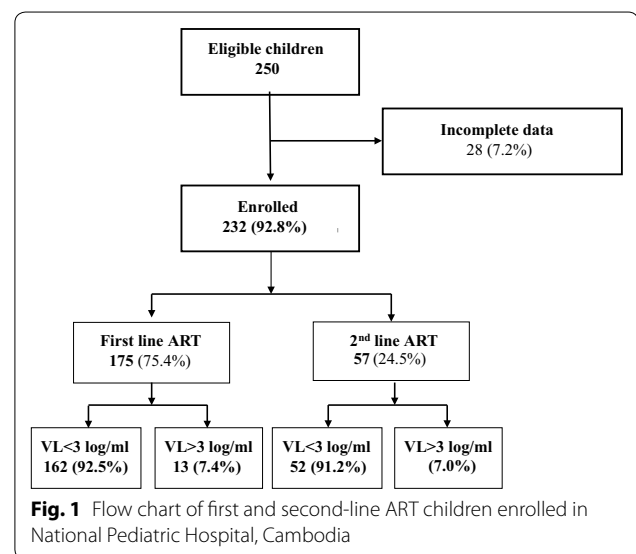 Eligible children
250
Incomplete data
28 (7.2%)
Enrolled
232 (92.8%)
First line ART
175 (75.4%)
2nd line ART
57 (24.5%)
VL<3 log/ml
162 (92.5%)
VL>3 log/ml
13 (7.4%)
VL<3 log/ml
52 (91.2%)
VL>3 log/ml
(7.0%)
Fig. 1 Flow chart of first and second-line ART children enrolled in
National Pediatric Hospital, Cambodia